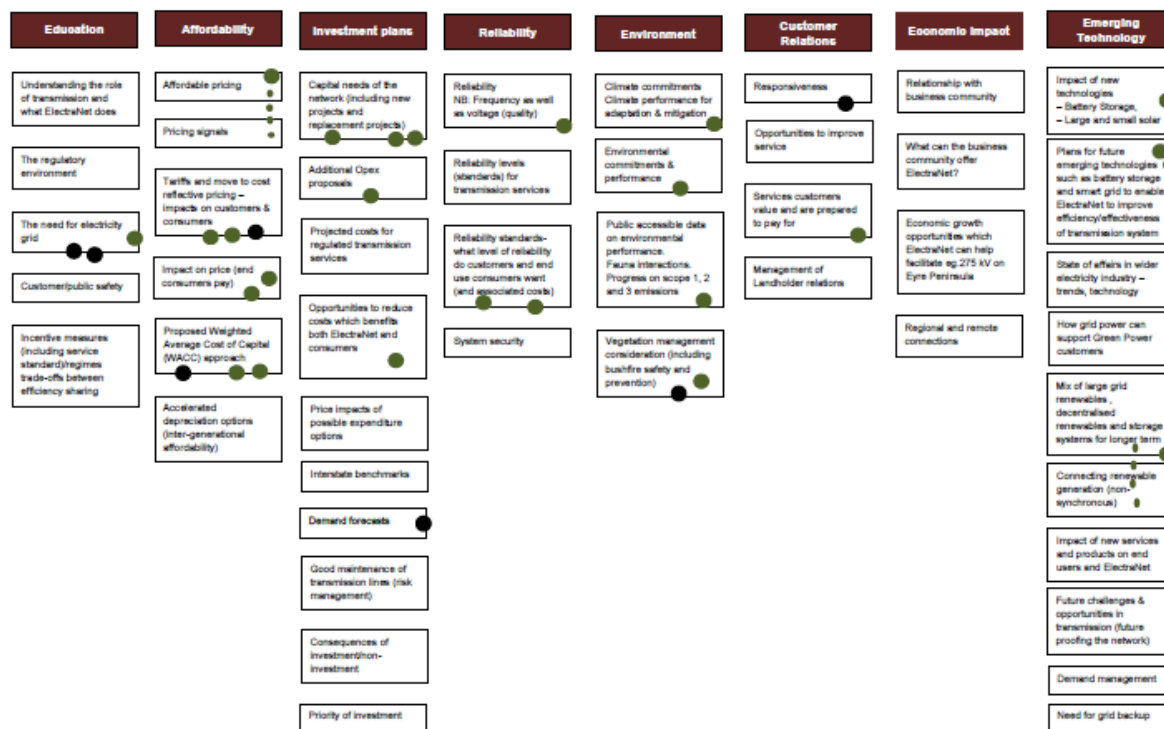 Education
Understanding the role
of transmission and
what ElectraNet does
The regulatory
environment
The need for electricity
grid
Customer/public safety
Incentive measures
(including service
standard)/regimes
trade-offs between
efficiency sharing
Affordability
Affordable pricing
Pricing signals
Tariffs and move to cost
reflective pricing –
impacts on customers &
consumers
Impact on price (end
consumers pay)
Proposed Weighted
Average Cost of Capital
(WACC) approach
Accelerated
depreciation options
(inter-generational
affordability)
Investment plans
Capital needs of the
network (including new
projects and
replacement projects)
Additional Opex
proposals
Projected costs for
regulated transmission
services
Opportunities to reduce
costs which benefits
both ElectraNet and
consumers
Price impacts of
possible expenditure
options
Interstate benchmarks
Demand forecasts
Good maintenance of
transmission lines (risk
management)
Consequences of
investment/non-
investment
Priority of investment
Reliability
Reliability
NB: Frequency as well
as voltage (quality)
Reliability levels
(standards) for
transmission services
Reliability standards-
what level of reliability
do customers and end
use consumers want
(and associated costs)
System security
Environment
Climate commitments
Climate performance for
adaptation & mitigation
Environmental
commitments &
performance
Public accessible data
on environmental
performance.
Fauna interactions.
Progress on scope 1, 2
and 3 emissions
Vegetation management
consideration (including
bushfire safety and
prevention)
Customer
Relations
Responsiveness
Opportunities to improve
service
Services customers
value and are prepared
to pay for
Management of
Landholder relations
Economic Impact
Relationship with
business community
What can the business
community offer
ElectraNet?
Economic growth
opportunities which
ElectraNet can help
facilitate eg.275 kV on
Eyre Peninsula
Regional and remote
connections
Emerging
Technology
Impact of new
technologies
– Battery Storage,
– Large and small solar
Plans for future
emerging technologies
such as battery storage
and smart grid to enable
ElectraNet to improve
efficiency/effectiveness
of transmission system
State of affairs in wider
electricity industry –
trends, technology
How grid power can
support Green Power
customers
Mix of large grid
renewables ,
decentralised
renewables and storage
systems for longer term
Connecting renewable
generation (non-
synchronous)
Impact of new services
and products on end
users and ElectraNet
Future challenges &
opportunities in
transmission (future
proofing the network)
Demand management
Need for grid backup